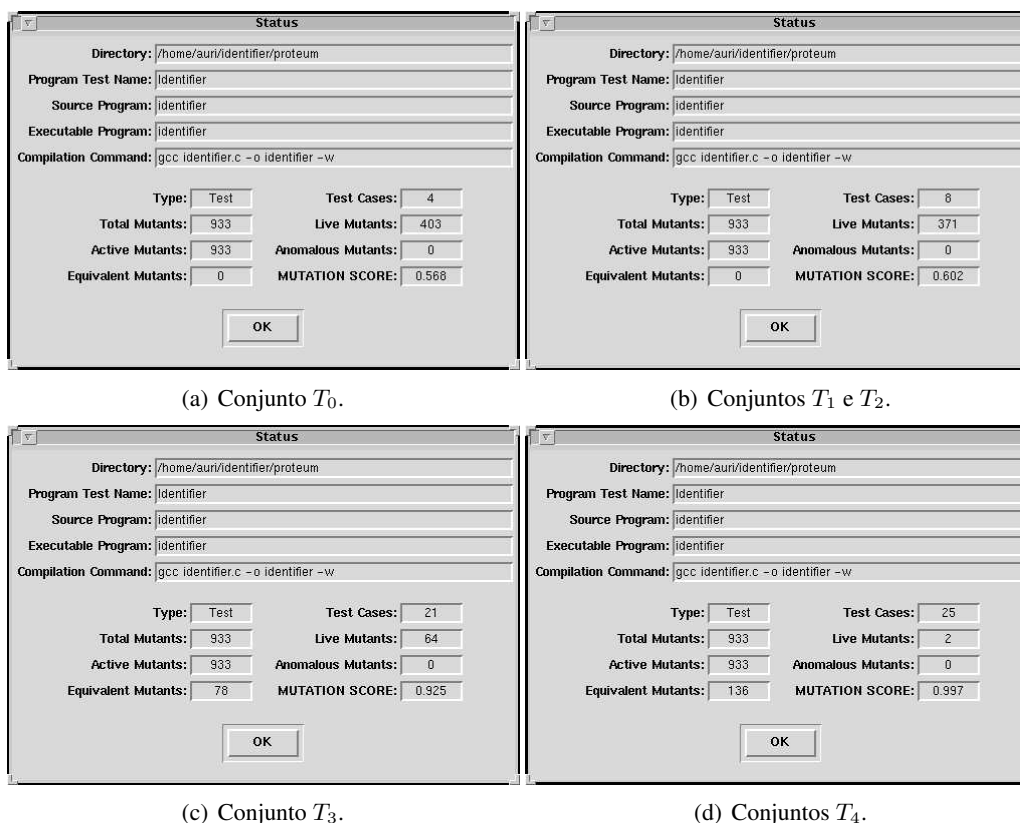 Status
Directory: /home/auri/identifier/proteum
Program Test Name: Identifier
Source Program: identifier
Executable Program: identifier
Compilation Command: gcc identifier.c -o identifier -w
Type: Test Test Cases: 4
Total Mutants: 933 Live Mutants: 403
Active Mutants: 933 Anomalous Mutants: 0
Equivalent Mutants: 0 MUTATION SCORE: 0.568
OK
(a) Conjunto T0.
Status
Directory: /home/auri/identifier/proteum
Program Test Name: Identifier
Source Program: identifier
Executable Program: identifier
Compilation Command: gcc identifier.c -o identifier -w
Type: Test Test Cases: 8
Total Mutants: 933 Live Mutants: 371
Active Mutants: 933 Anomalous Mutants: 0
Equivalent Mutants: 0 MUTATION SCORE: 0.602
OK
(b) Conjuntos T1 e T2.
Status
Directory: /home/auri/identifier/proteum
Program Test Name: Identifier
Source Program: identifier
Executable Program: identifier
Compilation Command: gcc identifier.c -o identifier -w
Type: Test Test Cases: 21
Total Mutants: 933 Live Mutants: 64
Active Mutants: 933 Anomalous Mutants: 0
Equivalent Mutants: 78 MUTATION SCORE: 0.925
OK
(c) Conjunto T3.
Status
Directory: /home/auri/identifier/proteum
Program Test Name: Identifier
Source Program: identifier
Executable Program: identifier
Compilation Command: gcc identifier.c -o identifier -w
Type: Test Test Cases: 25
Total Mutants: 933 Live Mutants: 2
Active Mutants: 933 Anomalous Mutants: 0
Equivalent Mutants: 136 MUTATION SCORE: 0.997
OK
(d) Conjuntos T4.